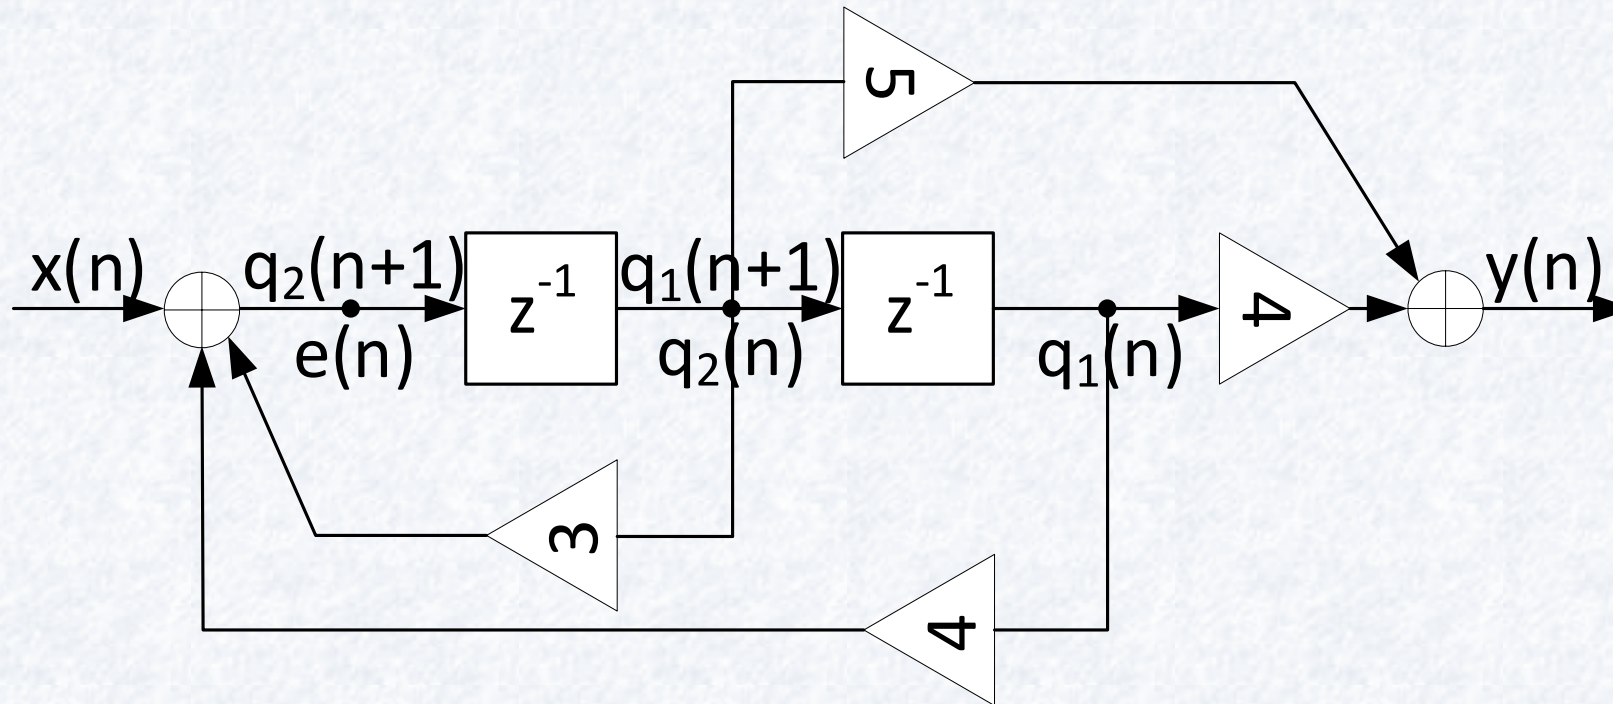 5
x(n)
q₂(n+1)
z⁻¹
q₁(n+1)
z⁻¹
4
y(n)
e(n)
q₂(n)
q₁(n)
3
4